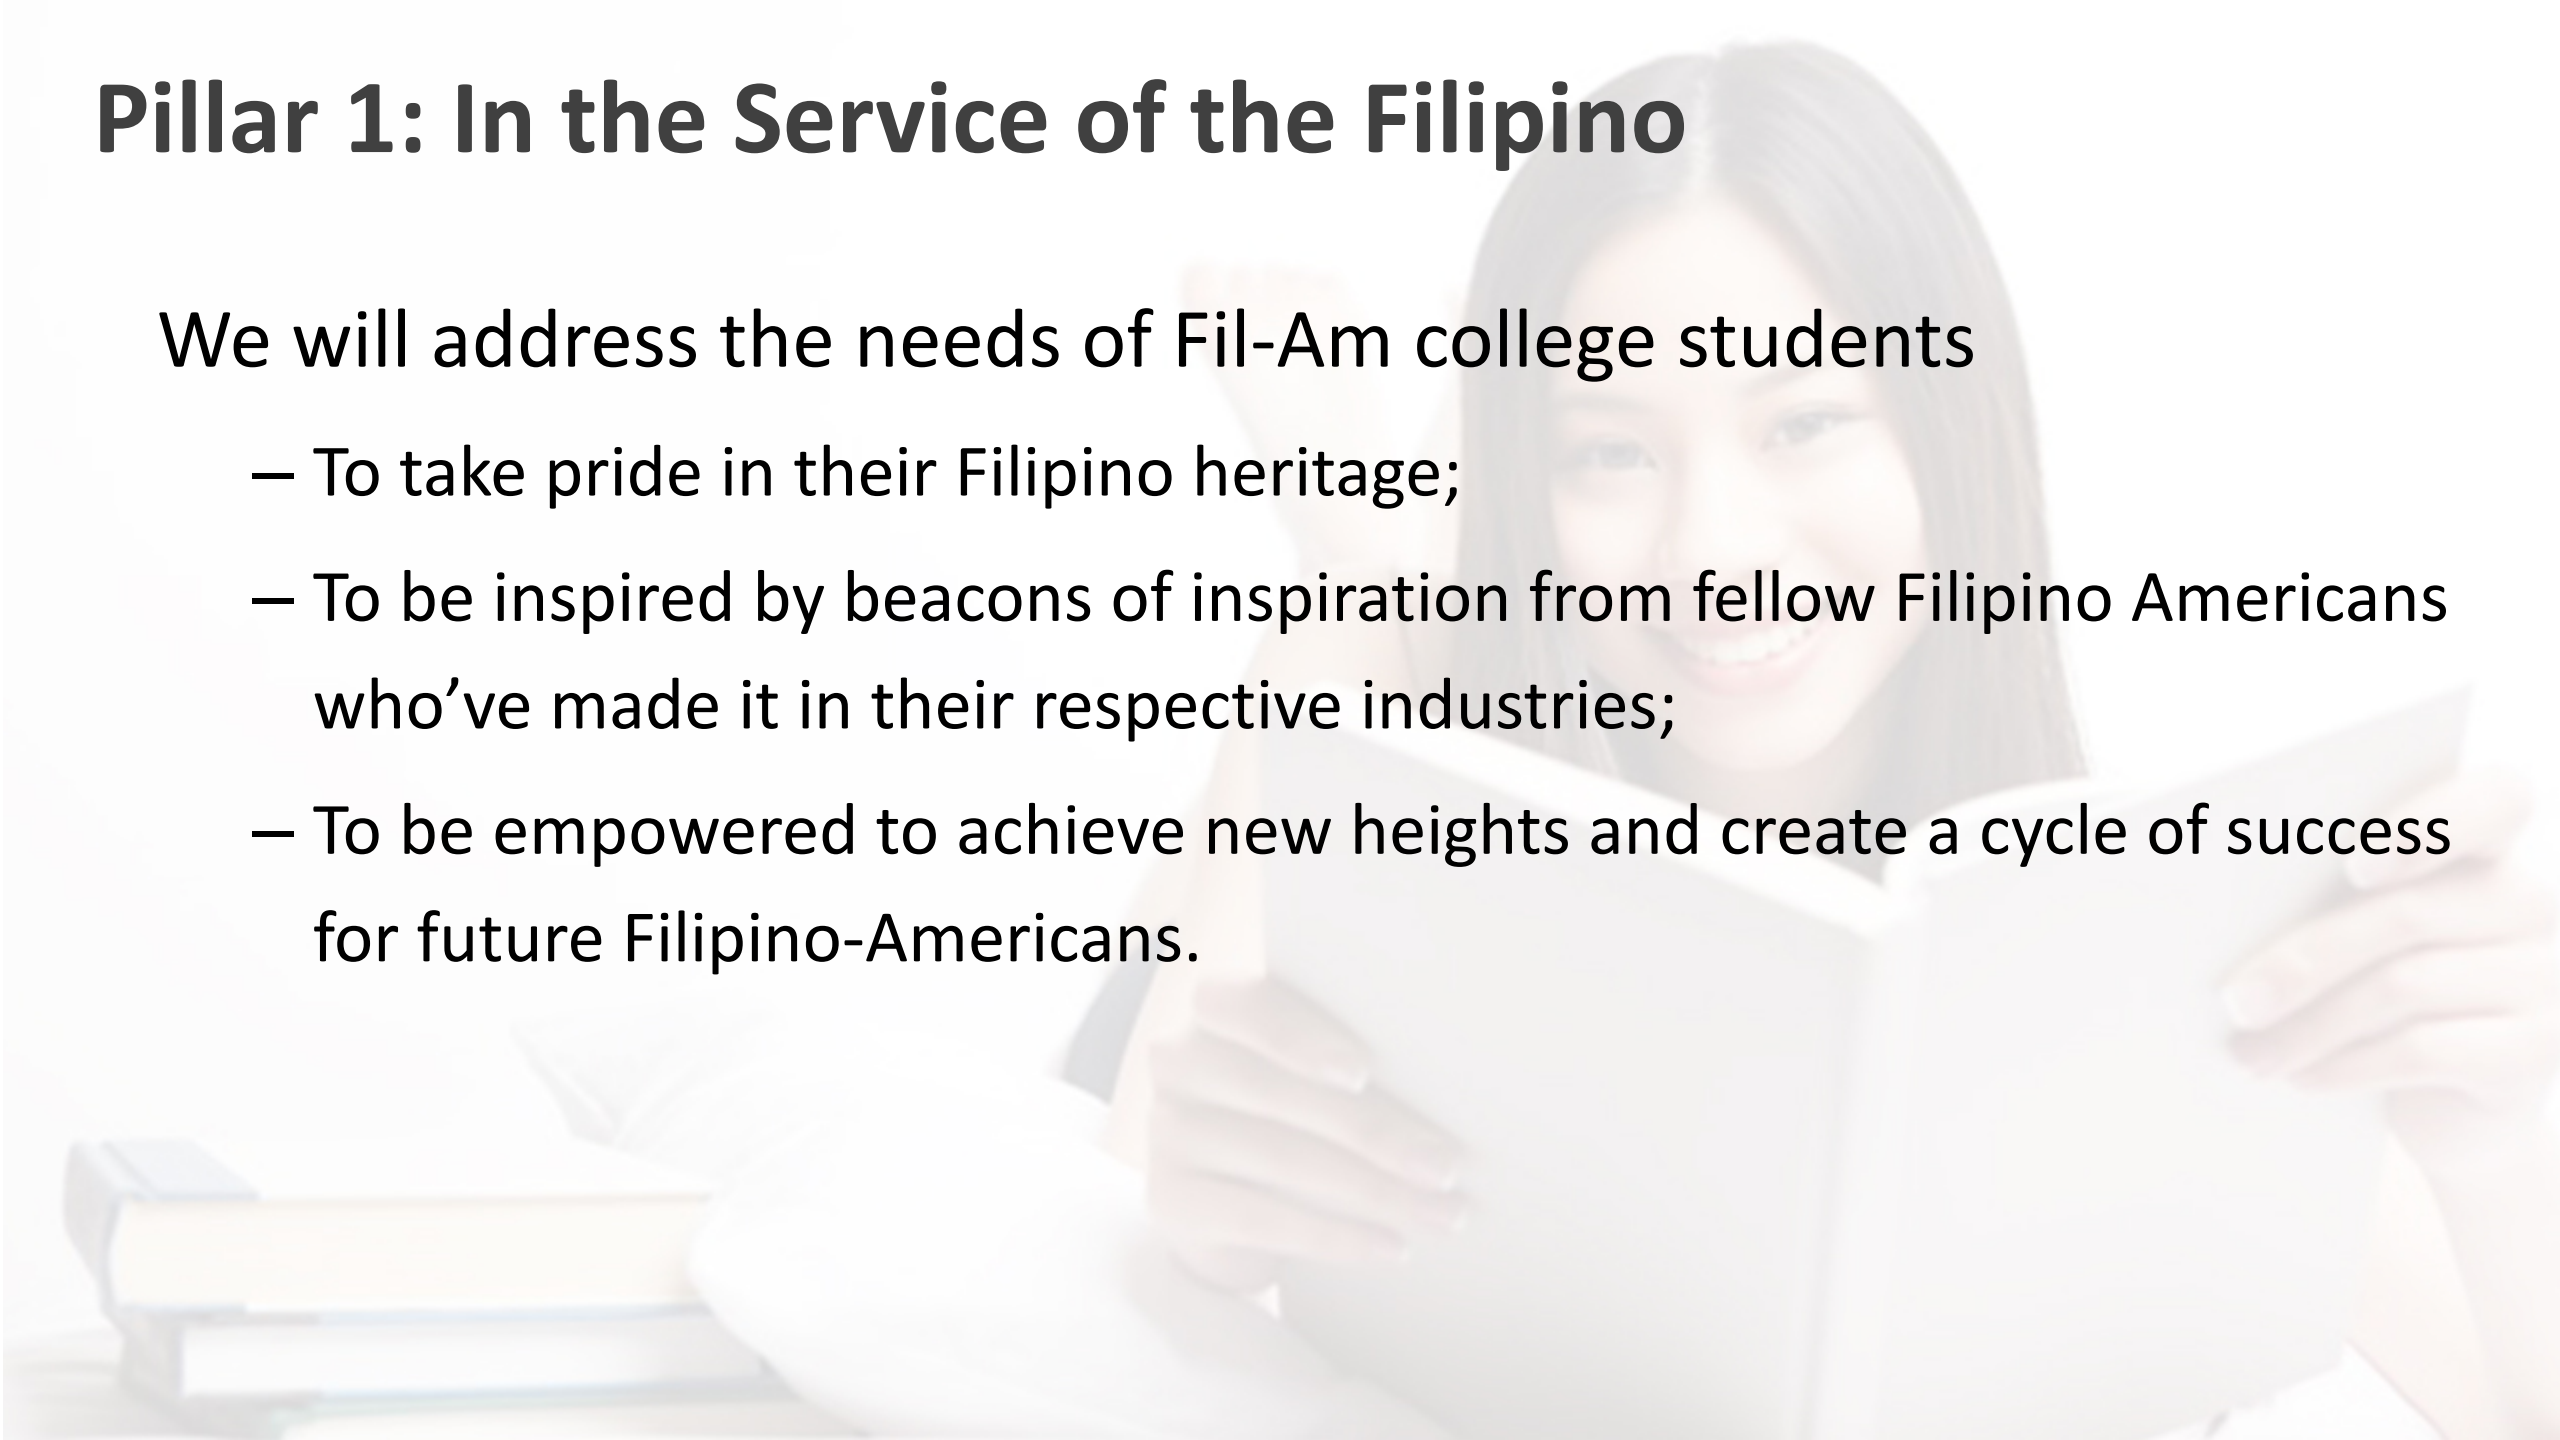 Pillar 1: In the Service of the Filipino
We will address the needs of Fil-Am college students
– To take pride in their Filipino heritage;
– To be inspired by beacons of inspiration from fellow Filipino Americans
who’ve made it in their respective industries;
– To be empowered to achieve new heights and create a cycle of success
for future Filipino-Americans.